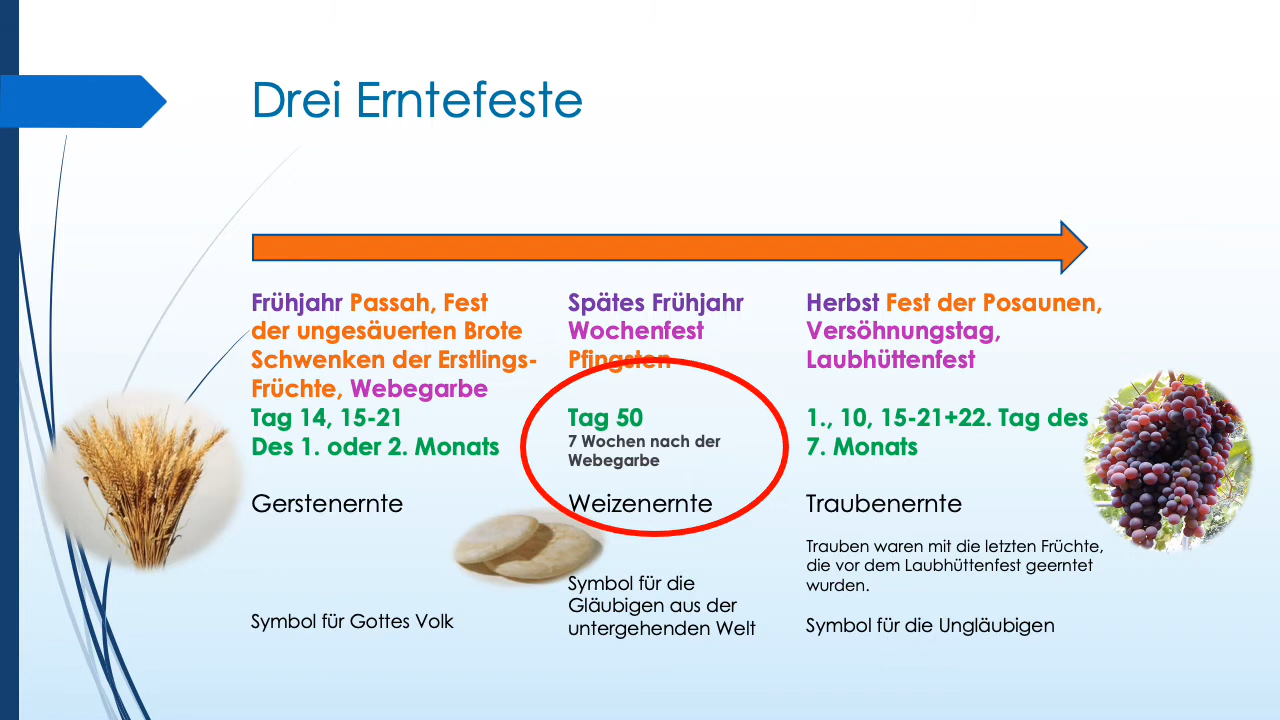 Drei Erntefeste
Frühjahr Passah, Fest
der ungesäuerten Brote
Schwenken der Erstlings-
Früchte, Webegarbe
Tag 14, 15-21
Des 1. oder 2. Monats
Gerstenernte
Symbol für Gottes Volk
Spätes Frühjahr
Wochenfest
Pfingsten
Tag 50
7 Wochen nach der
Webegarbe
Weizenernte
Symbol für die
Gläubigen aus der
untergehenden Welt
Herbst Fest der Posaunen,
Versöhnungstag,
Laubhüttenfest
1., 10, 15-21+22. Tag des
7. Monats
Traubenernte
Trauben waren mit die letzten Früchte,
die vor dem Laubhüttenfest geerntet
wurden.
Symbol für die Ungläubigen